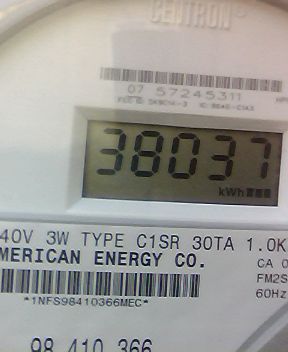 CENTRON®
07 57245311
38037
kWh
40V 3W TYPE C1SR 30TA 1.0K
MERICAN ENERGY CO.
CA 0
FM2S
60Hz
*1NFS98410366MEC*
98 410 366